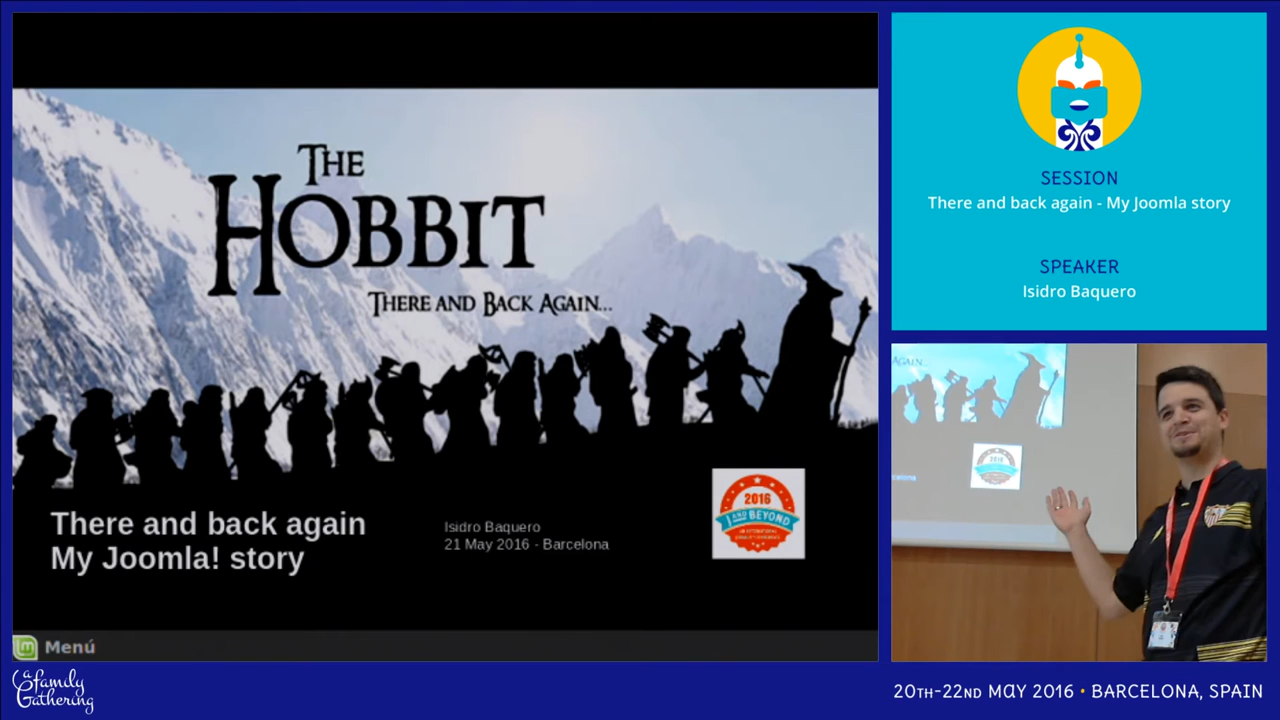 THE
HOBBIT
THERE AND BACK AGAIN...
There and back again
My Joomla! story
Isidro Baquero
21 May 2016 - Barcelona
2016
J AND BEYOND
Menú
SESSION
There and back again - My Joomla story
SPEAKER
Isidro Baquero
AGAIN...
2016
a family
Gathering
20TH-22ND MAY 2016 • BARCELONA, SPAIN